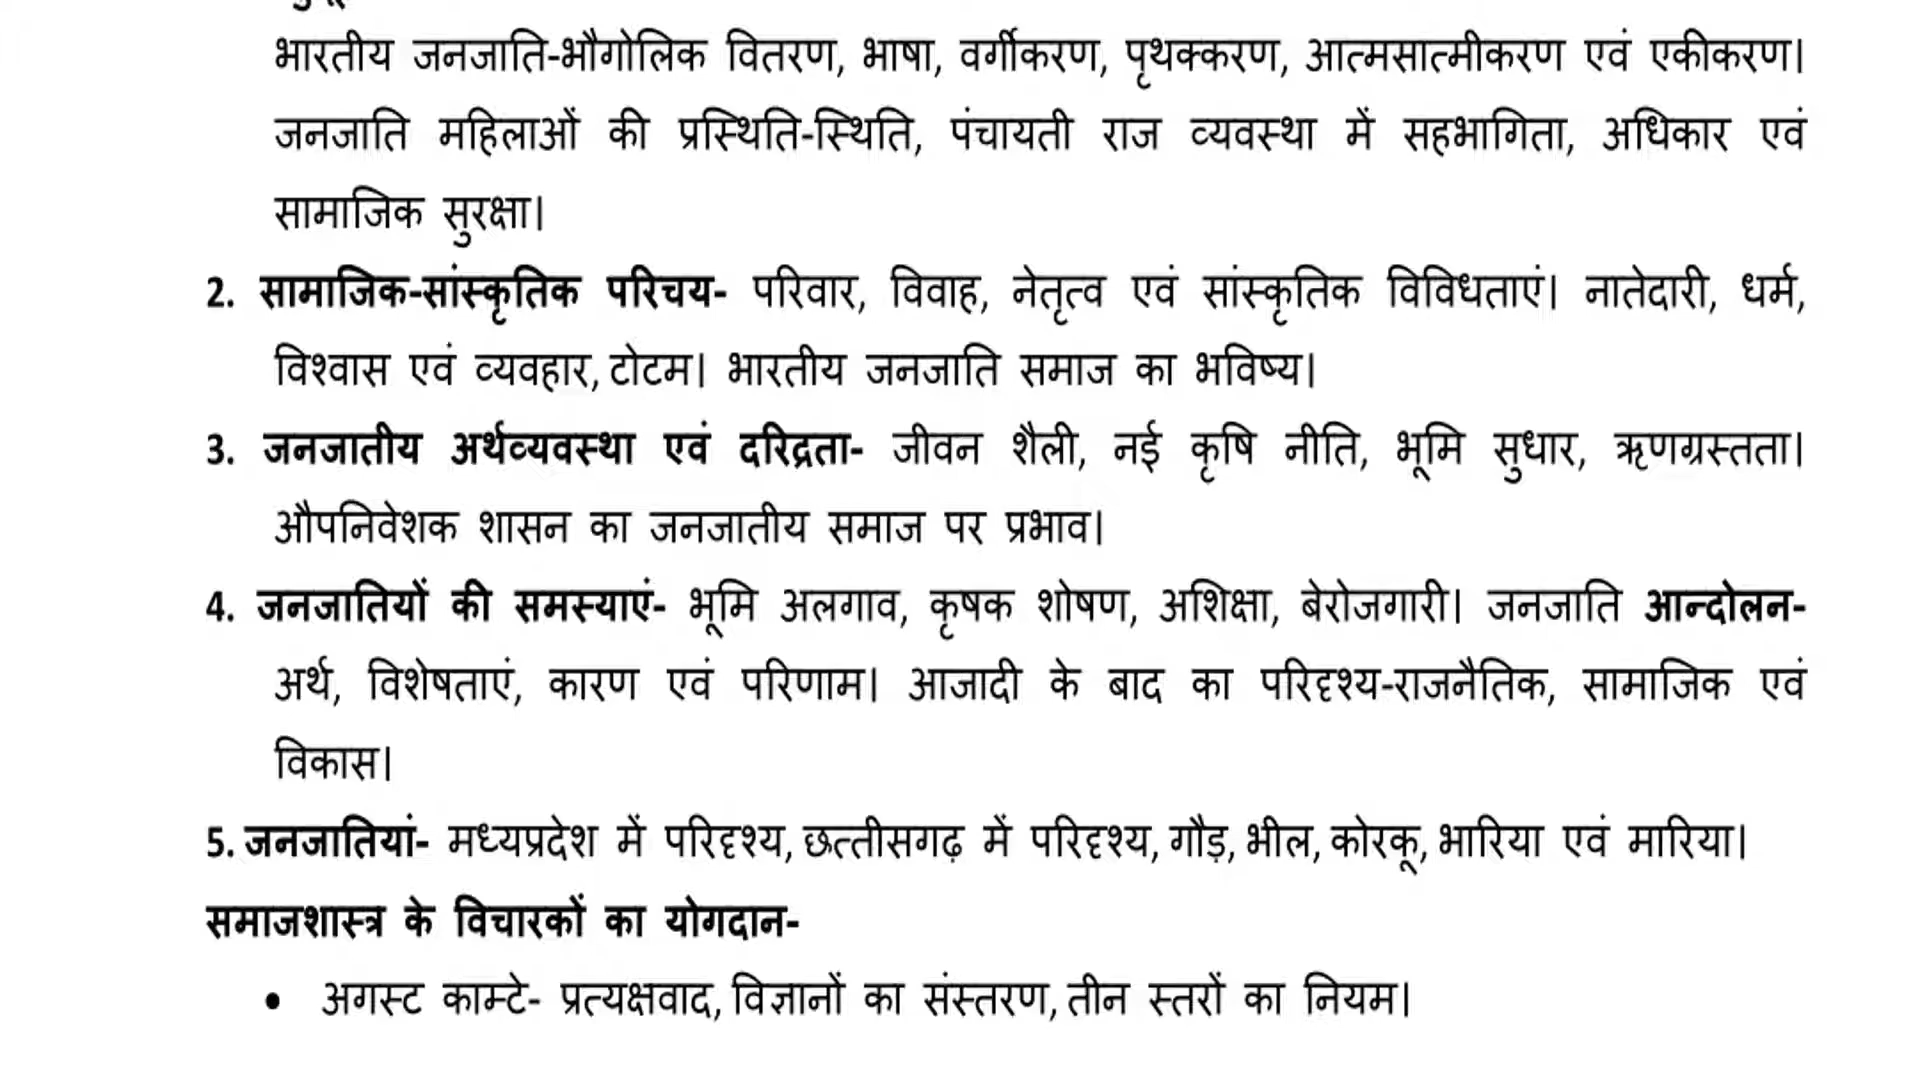 भारतीय जनजाति-भौगोलिक वितरण, भाषा, वर्गीकरण, पृथक्करण, आत्मसात्मीकरण एवं एकीकरण।
जनजाति महिलाओं की प्रस्थिति-स्थिति, पंचायती राज व्यवस्था में सहभागिता, अधिकार एवं
सामाजिक सुरक्षा।
2. सामाजिक-सांस्कृतिक परिचय- परिवार, विवाह, नेतृत्व एवं सांस्कृतिक विविधताएं। नातेदारी, धर्म,
विश्वास एवं व्यवहार, टोटम। भारतीय जनजाति समाज का भविष्य।
3. जनजातीय अर्थव्यवस्था एवं दरिद्रता- जीवन शैली, नई कृषि नीति, भूमि सुधार, ऋणग्रस्तता।
औपनिवेशक शासन का जनजातीय समाज पर प्रभाव।
4. जनजातियों की समस्याएं- भूमि अलगाव, कृषक शोषण, अशिक्षा, बेरोजगारी। जनजाति आन्दोलन-
अर्थ, विशेषताएं, कारण एवं परिणाम। आजादी के बाद का परिदृश्य-राजनैतिक, सामाजिक एवं
विकास।
5. जनजातियां- मध्यप्रदेश में परिदृश्य, छत्तीसगढ़ में परिदृश्य, गौड़, भील, कोरकू, भारिया एवं मारिया।
समाजशास्त्र के विचारकों का योगदान-
• अगस्ट काम्टे- प्रत्यक्षवाद, विज्ञानों का संस्तरण, तीन स्तरों का नियम।